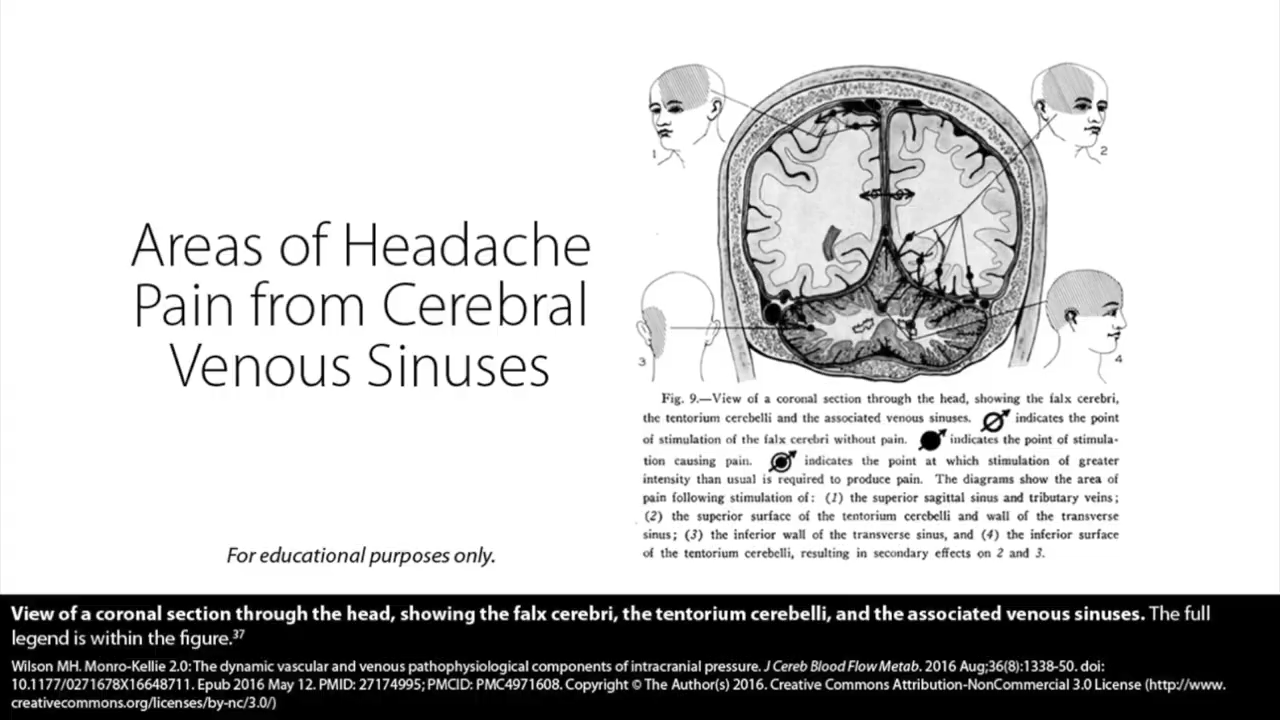 Areas of Headache
Pain from Cerebral
Venous Sinuses
For educational purposes only.
1
2
3
4
Fig. 9.—View of a coronal section through the head, showing the falx cerebri,
the tentorium cerebelli and the associated venous sinuses. indicates the point
of stimulation of the falx cerebri without pain. indicates the point of stimula-
tion causing pain. indicates the point at which stimulation of greater
intensity than usual is required to produce pain. The diagrams show the area of
pain following stimulation of: (1) the superior sagittal sinus and tributary veins;
(2) the superior surface of the tentorium cerebelli and wall of the transverse
sinus; (3) the inferior wall of the transverse sinus, and (4) the inferior surface
of the tentorium cerebelli, resulting in secondary effects on 2 and 3.
View of a coronal section through the head, showing the falx cerebri, the tentorium cerebelli, and the associated venous sinuses. The full
legend is within the figure.37
Wilson MH. Monro-Kellie 2.0: The dynamic vascular and venous pathophysiological components of intracranial pressure. J Cereb Blood Flow Metab. 2016 Aug;36(8):1338-50. doi:
10.1177/0271678X16648711. Epub 2016 May 12. PMID: 27174995; PMCID: PMC4971608. Copyright © The Author(s) 2016. Creative Commons Attribution-NonCommercial 3.0 License (http://www.
creativecommons.org/licenses/by-nc/3.0/)